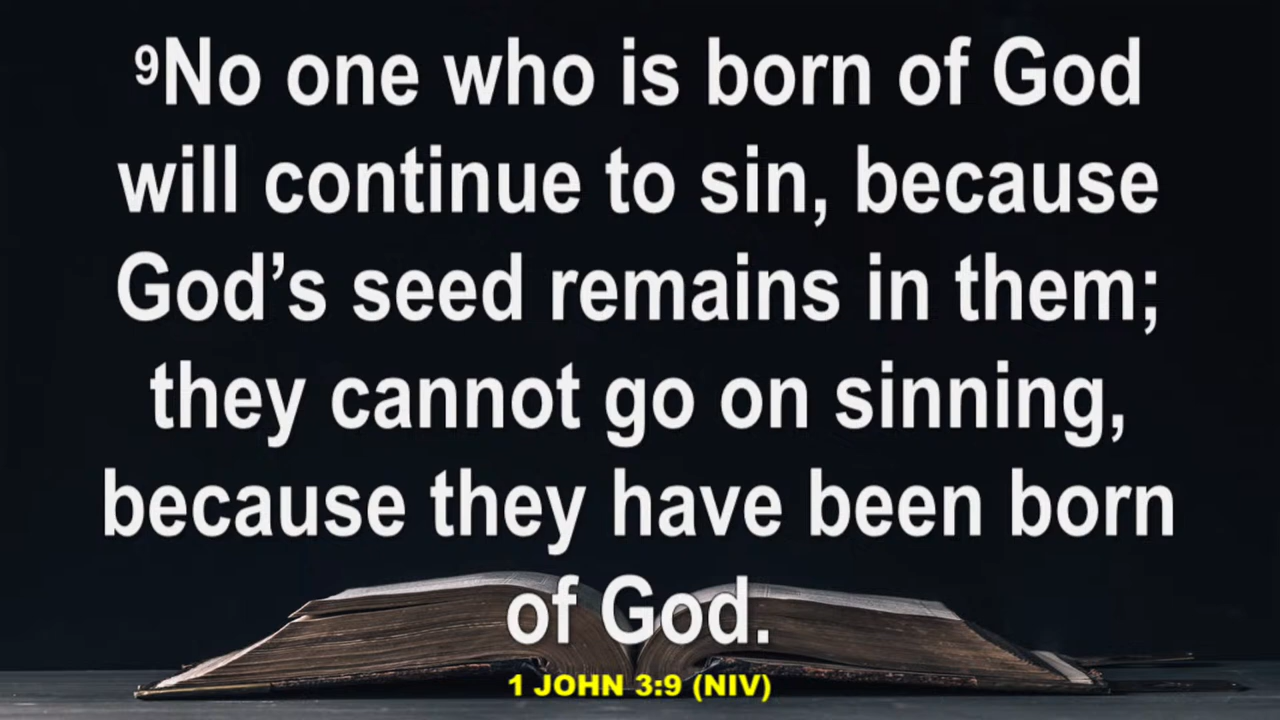 ⁹No one who is born of God
will continue to sin, because
God’s seed remains in them;
they cannot go on sinning,
because they have been born
of God.
1 JOHN 3:9 (NIV)